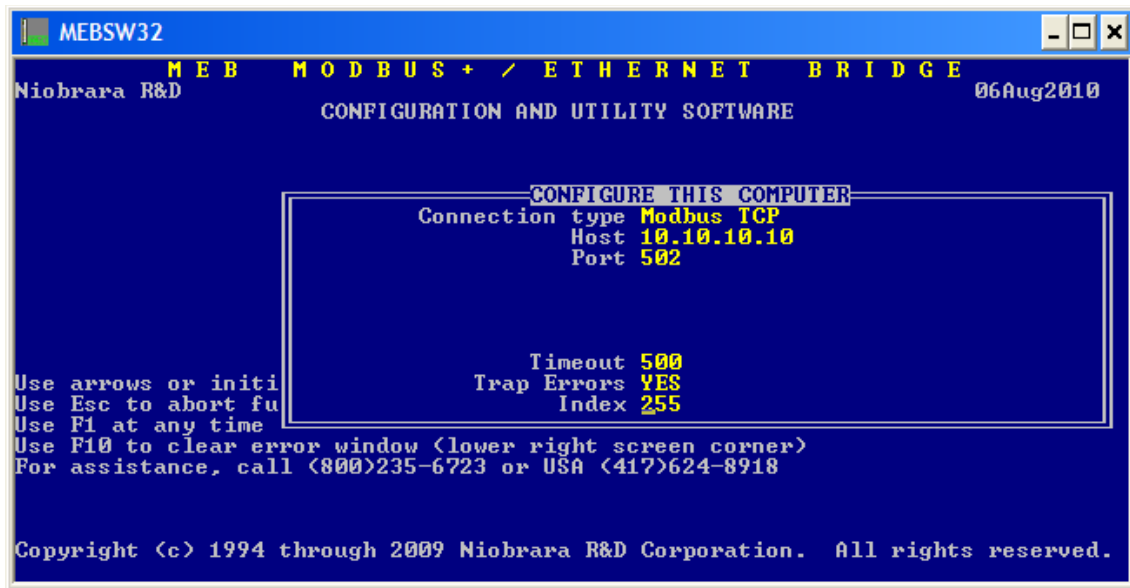 MEBSW32
M E B M O D B U S + / E T H E R N E T B R I D G E
Niobrara R&D 06Aug2010
CONFIGURATION AND UTILITY SOFTWARE
CONFIGURE THIS COMPUTER
Connection type Modbus TCP
Host 10.10.10.10
Port 502
Timeout 500
Use arrows or initi Trap Errors YES
Use Esc to abort fu Index 255
Use F1 at any time
Use F10 to clear error window (lower right screen corner)
For assistance, call (800)235-6723 or USA (417)624-8918
Copyright (c) 1994 through 2009 Niobrara R&D Corporation. All rights reserved.